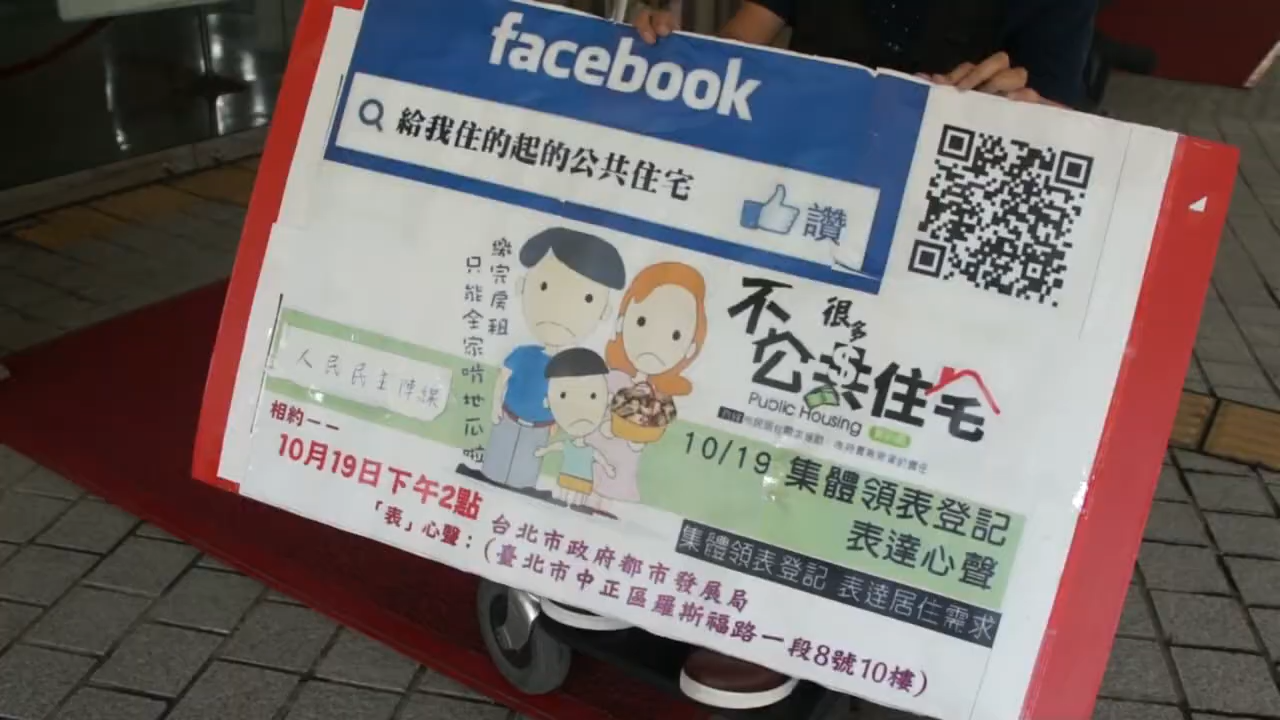 facebook
給我住的起的公共住宅
讚
繳完房租
只能全家啃地瓜啦
不很多公共住宅
Public Housing
人民民主陣線
10/19 集體領表登記
表達心聲
集體領表登記 表達居住需求
相約——
10月19日下午2點
「表」心聲：
台北市政府都市發展局
(臺北市中正區羅斯福路一段8號10樓)